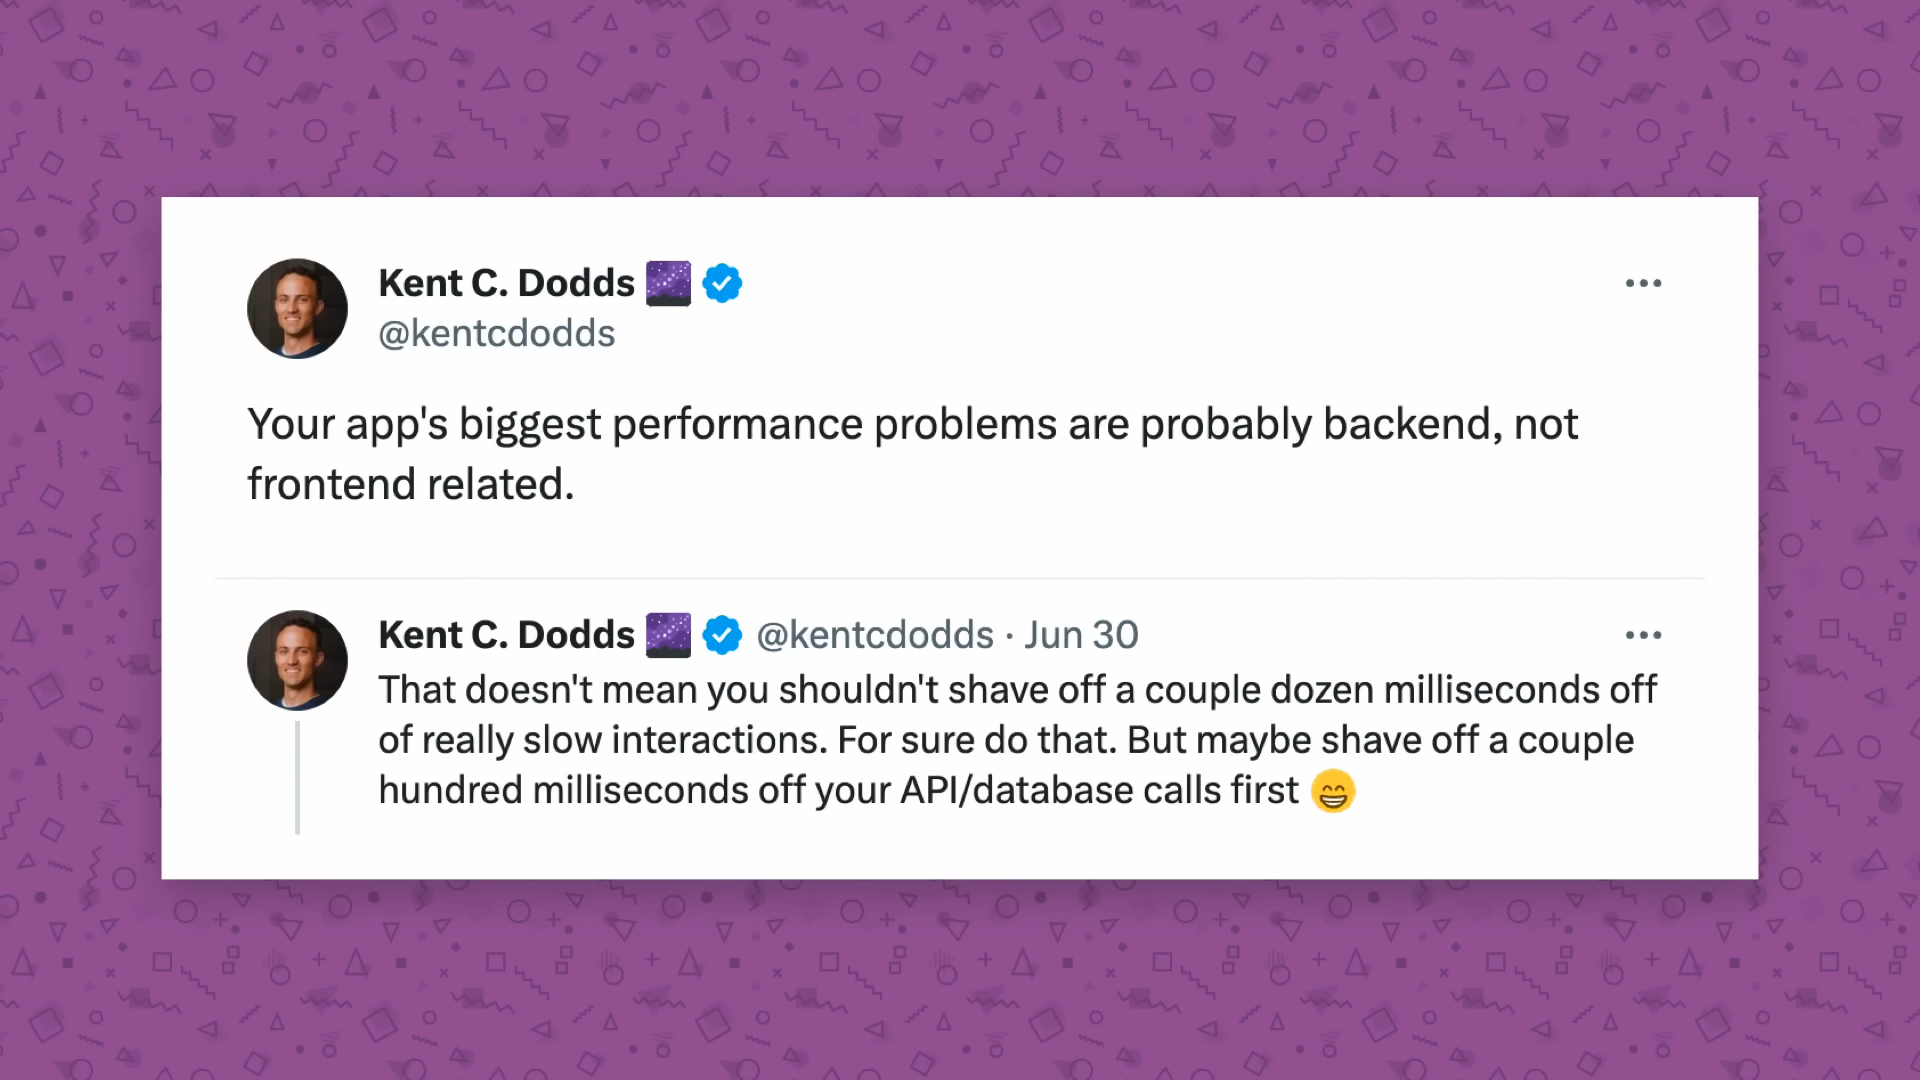 Kent C. Dodds
@kentcdodds
Your app's biggest performance problems are probably backend, not
frontend related.
Kent C. Dodds @kentcdodds · Jun 30
That doesn't mean you shouldn't shave off a couple dozen milliseconds off
of really slow interactions. For sure do that. But maybe shave off a couple
hundred milliseconds off your API/database calls first 😁